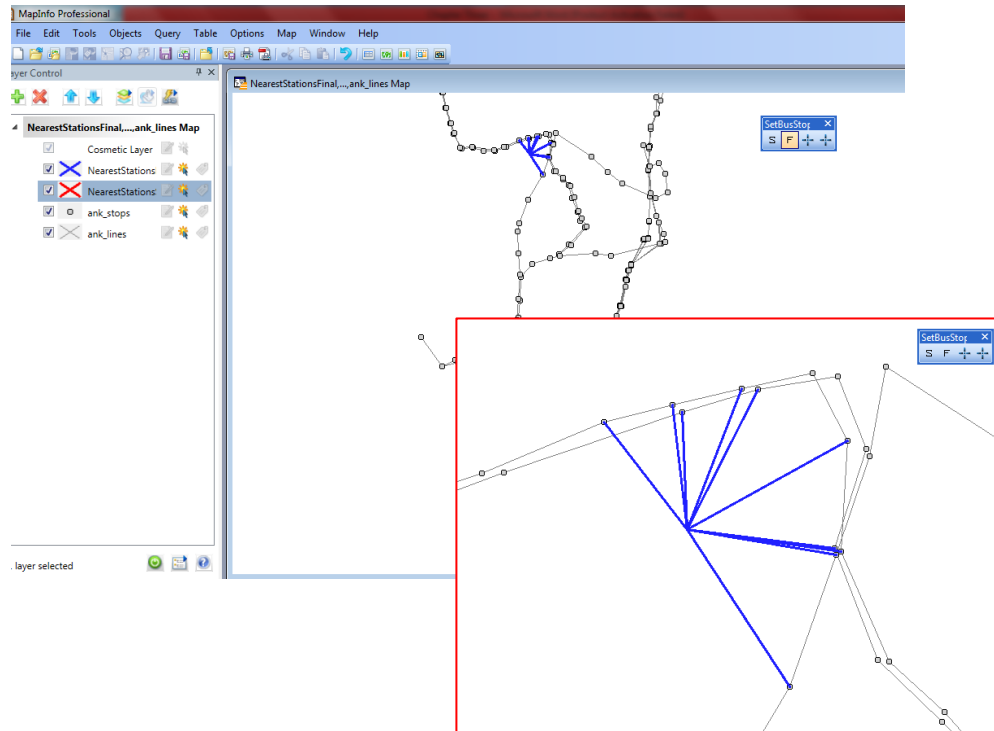 MapInfo Professional
File Edit Tools Objects Query Table Options Map Window Help
ayer Control
NearestStationsFinal,...,ank_lines Map
Cosmetic Layer
NearestStations
NearestStations
ank_stops
ank_lines
layer selected
NearestStationsFinal,...,ank_lines Map
SetBusStop
S F
SetBusStop
S F